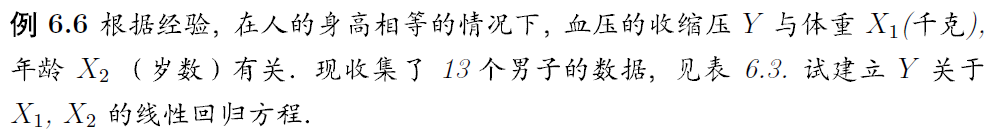 例 6.6 根据经验, 在人的身高相等的情况下, 血压的收缩压 Y 与体重 X₁(千克),
年龄 X₂ (岁数) 有关. 现收集了 13 个男子的数据, 见表 6.3. 试建立 Y 关于
X₁, X₂ 的线性回归方程.